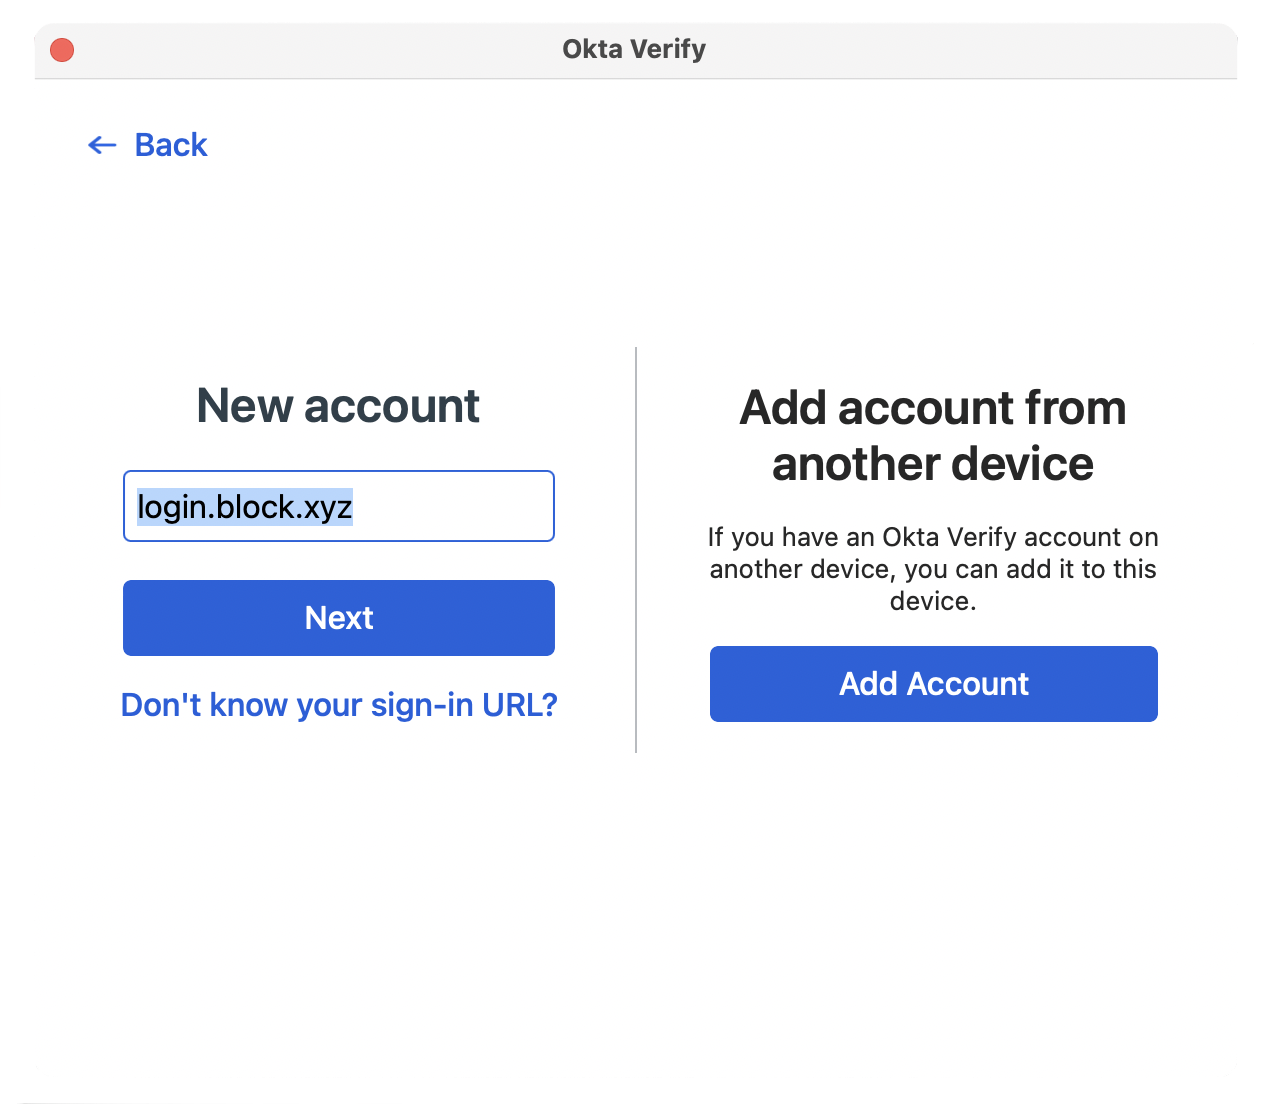 Okta Verify
← Back
New account
login.block.xyz
Next
Don't know your sign-in URL?
Add account from
another device
If you have an Okta Verify account on
another device, you can add it to this
device.
Add Account